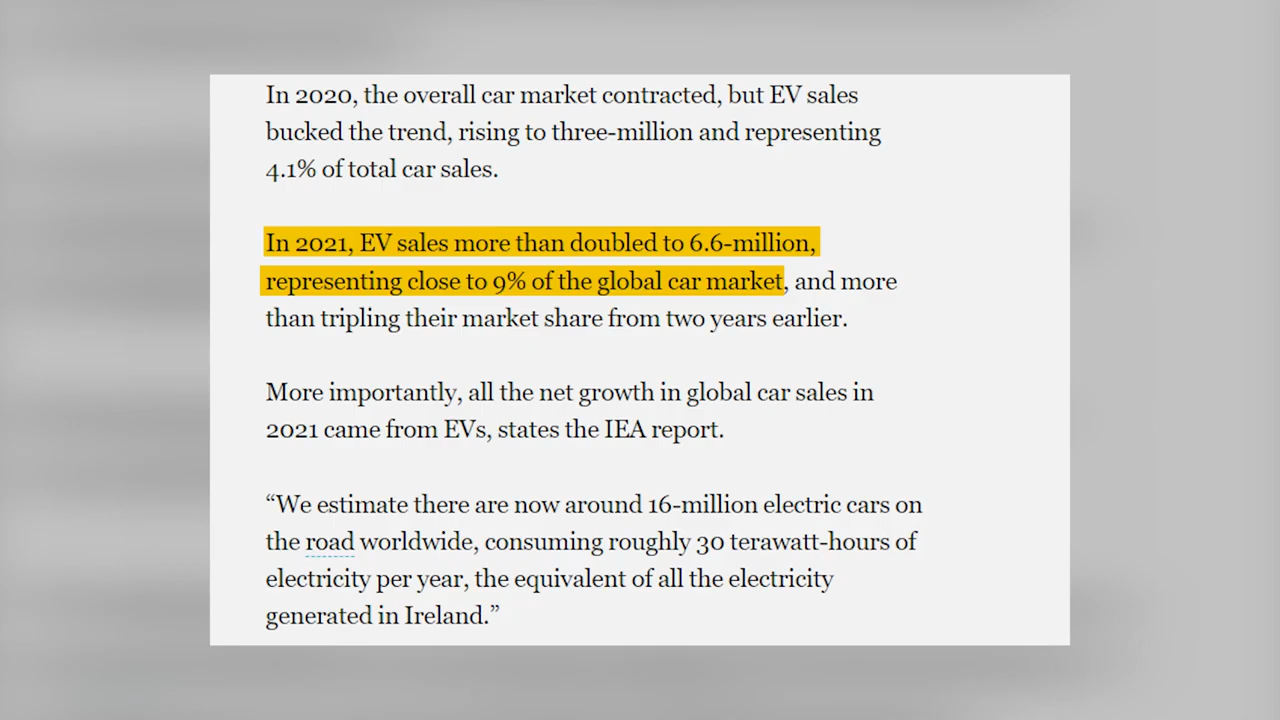 In 2020, the overall car market contracted, but EV sales
bucked the trend, rising to three-million and representing
4.1% of total car sales.
In 2021, EV sales more than doubled to 6.6-million,
representing close to 9% of the global car market, and more
than tripling their market share from two years earlier.
More importantly, all the net growth in global car sales in
2021 came from EVs, states the IEA report.
“We estimate there are now around 16-million electric cars on
the road worldwide, consuming roughly 30 terawatt-hours of
electricity per year, the equivalent of all the electricity
generated in Ireland.”